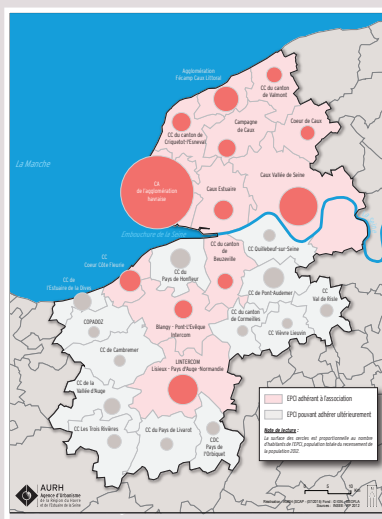 Agglomération
Fécamp Caux Littoral
CC du canton
de Valmont
CC du canton de
Criquetot-l'Esneval
Campagne
de Caux
Coeur de Caux
La Manche
CA
de l'agglomération
havraise
Caux Estuaire
Caux Vallée de Seine
Embouchure de la Seine
CC
Coeur Côte Fleurie
CC du
Pays de Honfleur
CC du canton
de
Beuzeville
CC Quillebeuf-sur-Seine
CC de
l'Estuaire de la Dives
CC de Pont-Audemer
CC
Val de Risle
COPADOZ
Blangy - Pont L'Evêque
Intercom
CC du canton
de Cormeilles
CC Vièvre Lieuvin
CC de Cambremer
LINTERCOM
Lisieux - Pays d'Auge -Normandie
CC de la
Vallée d'Auge
CC Les Trois Rivières
CC du Pays de Livarot
CDC
Pays de
l'Orbiquet
EPCI adhérant à l'association
EPCI pouvant adhérer ultérieurement
Note de lecture :
La surface des cercles est proportionnelle au nombre
d'habitants de l'EPCI, population totale du recensement de
la population 2012.
AURH
Agence d'Urbanisme
de la Région du Havre
et de l'Estuaire de la Seine
0 5 10
Km